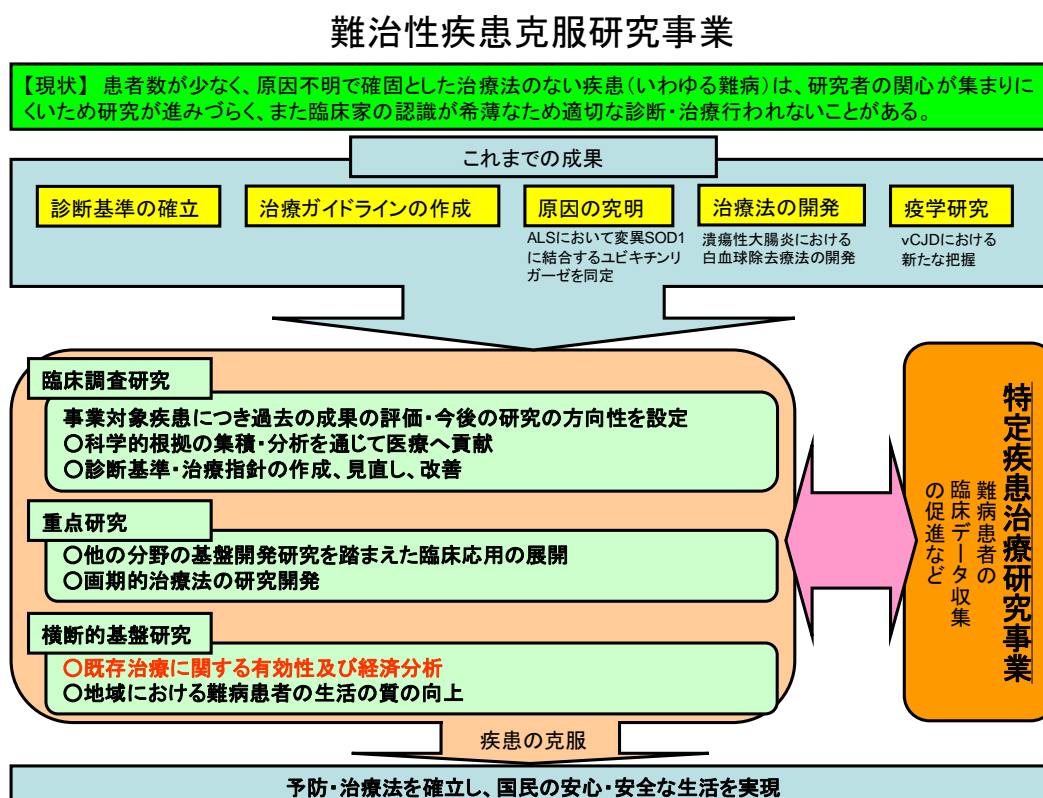 難治性疾患克服研究事業
【現状】 患者数が少なく、原因不明で確固とした治療法のない疾患(いわゆる難病)は、研究者の関心が集まりに
くいため研究が進みづらく、また臨床家の認識が希薄なため適切な診断・治療行われないことがある。
これまでの成果
診断基準の確立
治療ガイドラインの作成
原因の究明
ALSにおいて変異SOD1
に結合するユビキチンリ
ガーゼを同定
治療法の開発
潰瘍性大腸炎における
白血球除去療法の開発
疫学研究
vCJDにおける
新たな把握
臨床調査研究
事業対象疾患につき過去の成果の評価・今後の研究の方向性を設定
○科学的根拠の集積・分析を通じて医療へ貢献
○診断基準・治療指針の作成、見直し、改善
重点研究
○他の分野の基盤開発研究を踏まえた臨床応用の展開
○画期的治療法の研究開発
横断的基盤研究
○既存治療に関する有効性及び経済分析
○地域における難病患者の生活の質の向上
特定疾患治療研究事業
難病患者の
臨床データ収集
の促進など
疾患の克服
予防・治療法を確立し、国民の安心・安全な生活を実現